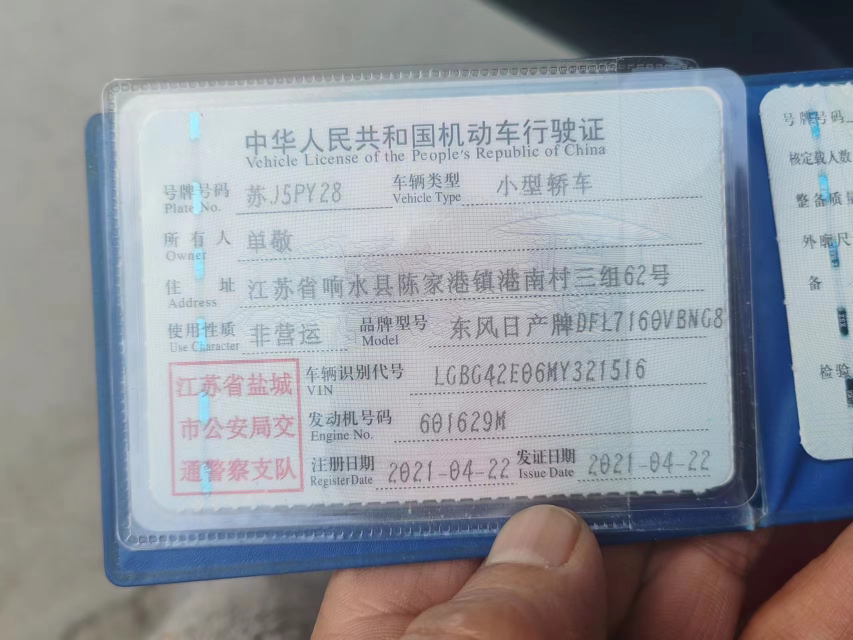 中华人民共和国机动车行驶证
Vehicle License of the People's Republic of China
号牌号码 苏J5PY28 车辆类型 小型轿车
Plate No. Vehicle Type
所有人 单敬
Owner
住址 江苏省响水县陈家港镇港南村三组62号
Address
使用性质 非营运 品牌型号 东风日产牌DFL7160VBNG8
Use Character Model
江苏省盐城
市公安局交
通警察支队
车辆识别代号 LGBG42E06MY321516
VIN
发动机号码 601629M
Engine No.
注册日期 2021-04-22 发证日期 2021-04-22
Register Date Issue Date
号牌号码
核定载人数
整备质量
外廓尺
备
检验